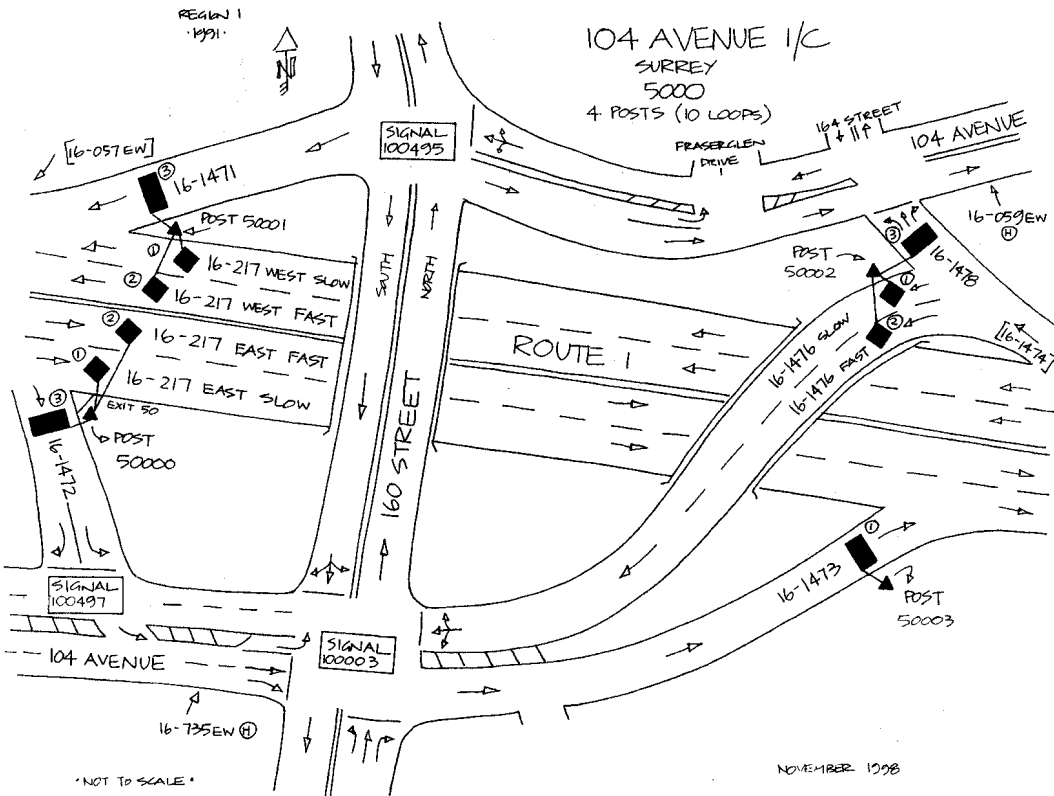 REGION 1
·1991·
N
104 AVENUE I/C
SURREY
5000
4 POSTS (10 LOOPS)
164 STREET
104 AVENUE
FRASERGLEN
DRIVE
SIGNAL
100495
[16-057EW]
3
16-1471
POST 50001
1
16-217 WEST SLOW
2
16-217 WEST FAST
2
16-217 EAST FAST
1
16-217 EAST SLOW
3
EXIT 50
POST
50000
16-1472
SOUTH
NORTH
160 STREET
ROUTE 1
16-059EW
H
3
16-1478
POST
50002
1
2
16-1476 SLOW
16-1476 FAST
[16-1474]
1
16-1473
POST
50003
SIGNAL
100497
SIGNAL
100003
104 AVENUE
16-735EW H
·NOT TO SCALE·
NOVEMBER 1998